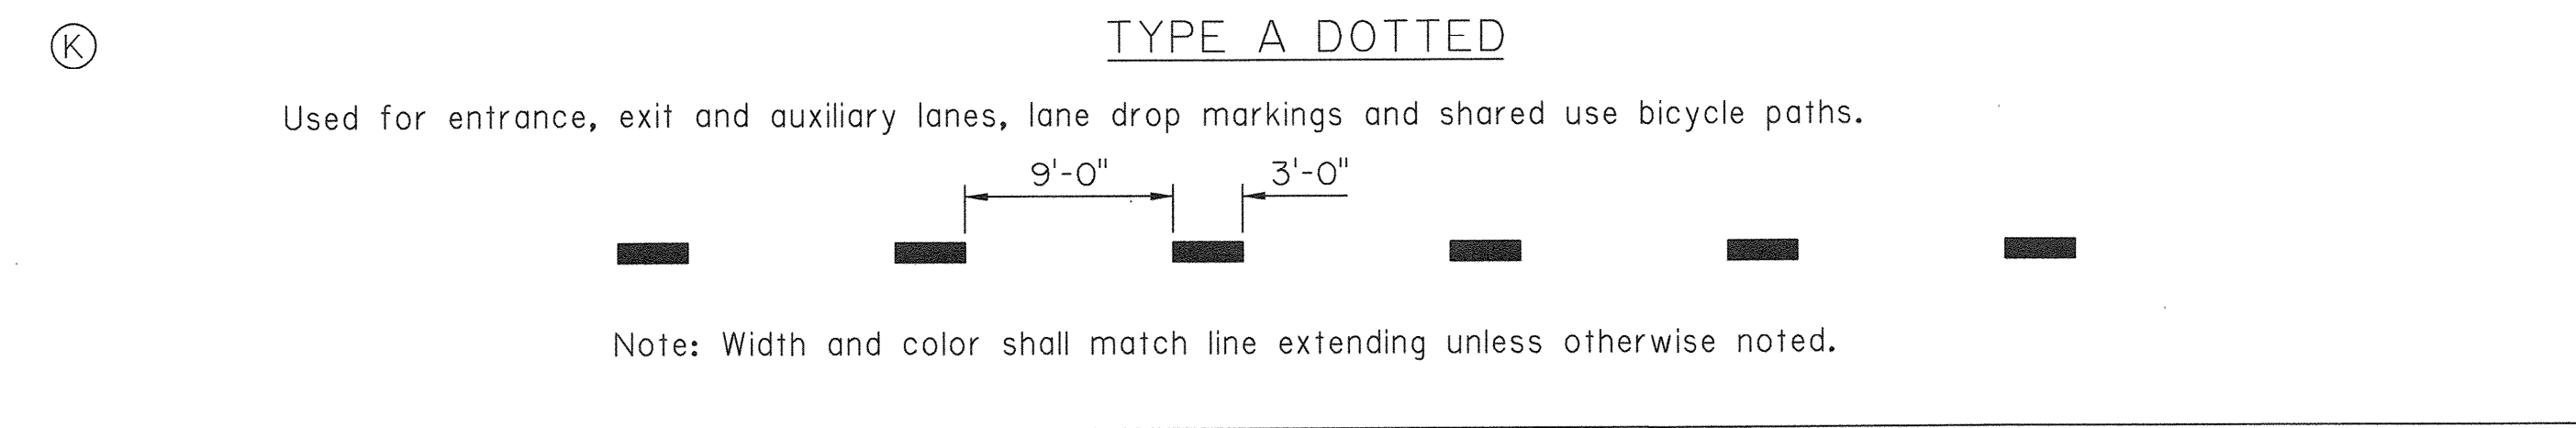 K
TYPE A DOTTED
Used for entrance, exit and auxiliary lanes, lane drop markings and shared use bicycle paths.
9'-0" 3'-0"
Note: Width and color shall match line extending unless otherwise noted.